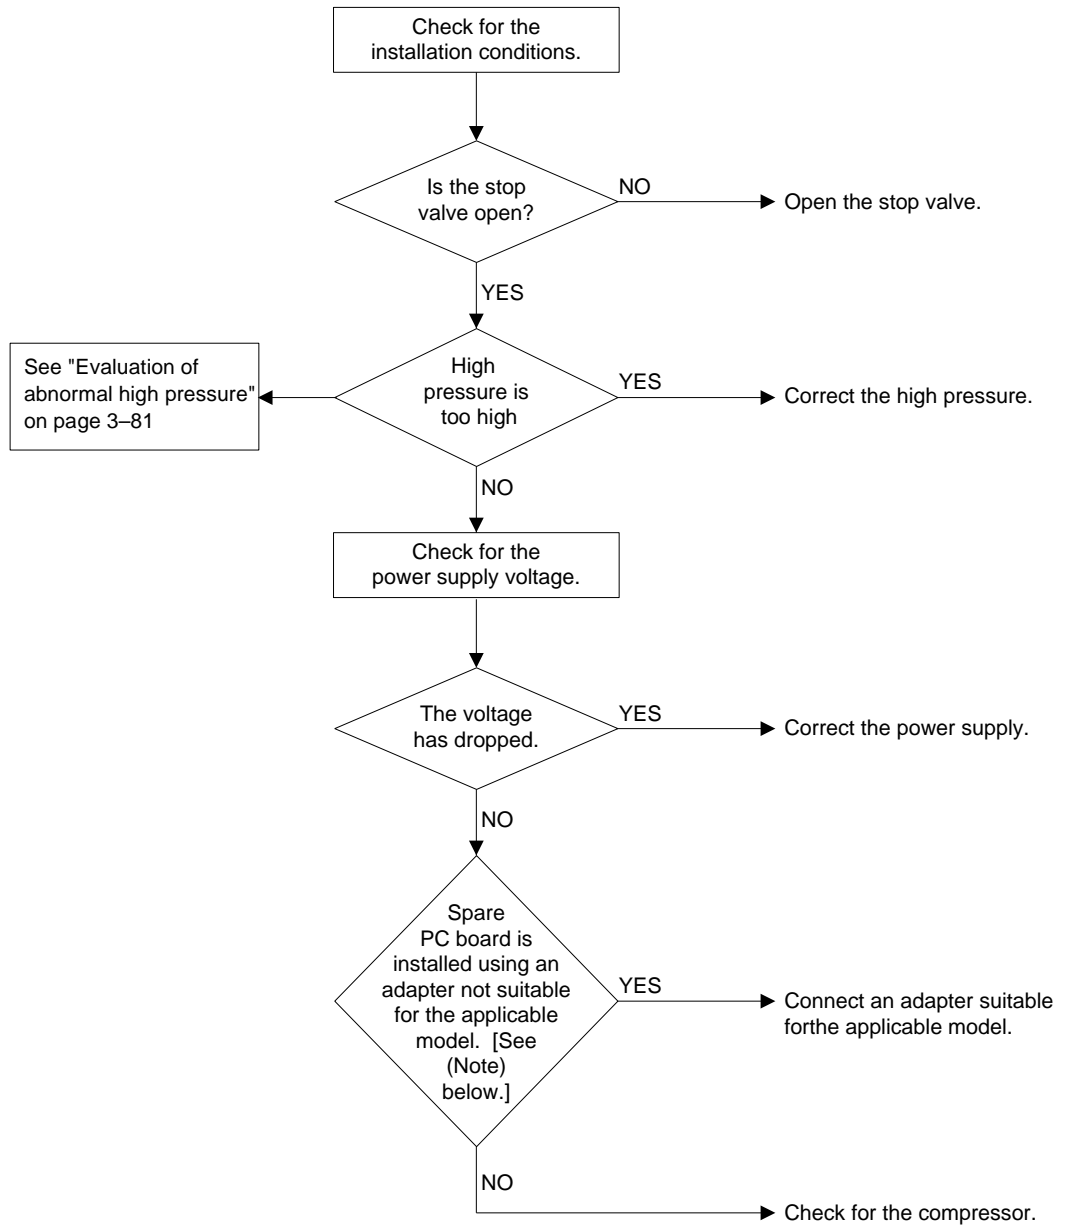 Check for the
installation conditions.
Is the stop
valve open?
NO
Open the stop valve.
YES
See "Evaluation of
abnormal high pressure"
on page 3–81
High
pressure is
too high
YES
Correct the high pressure.
NO
Check for the
power supply voltage.
The voltage
has dropped.
YES
Correct the power supply.
NO
Spare
PC board is
installed using an
adapter not suitable
for the applicable
model. [See
(Note)
below.]
YES
Connect an adapter suitable
forthe applicable model.
NO
Check for the compressor.